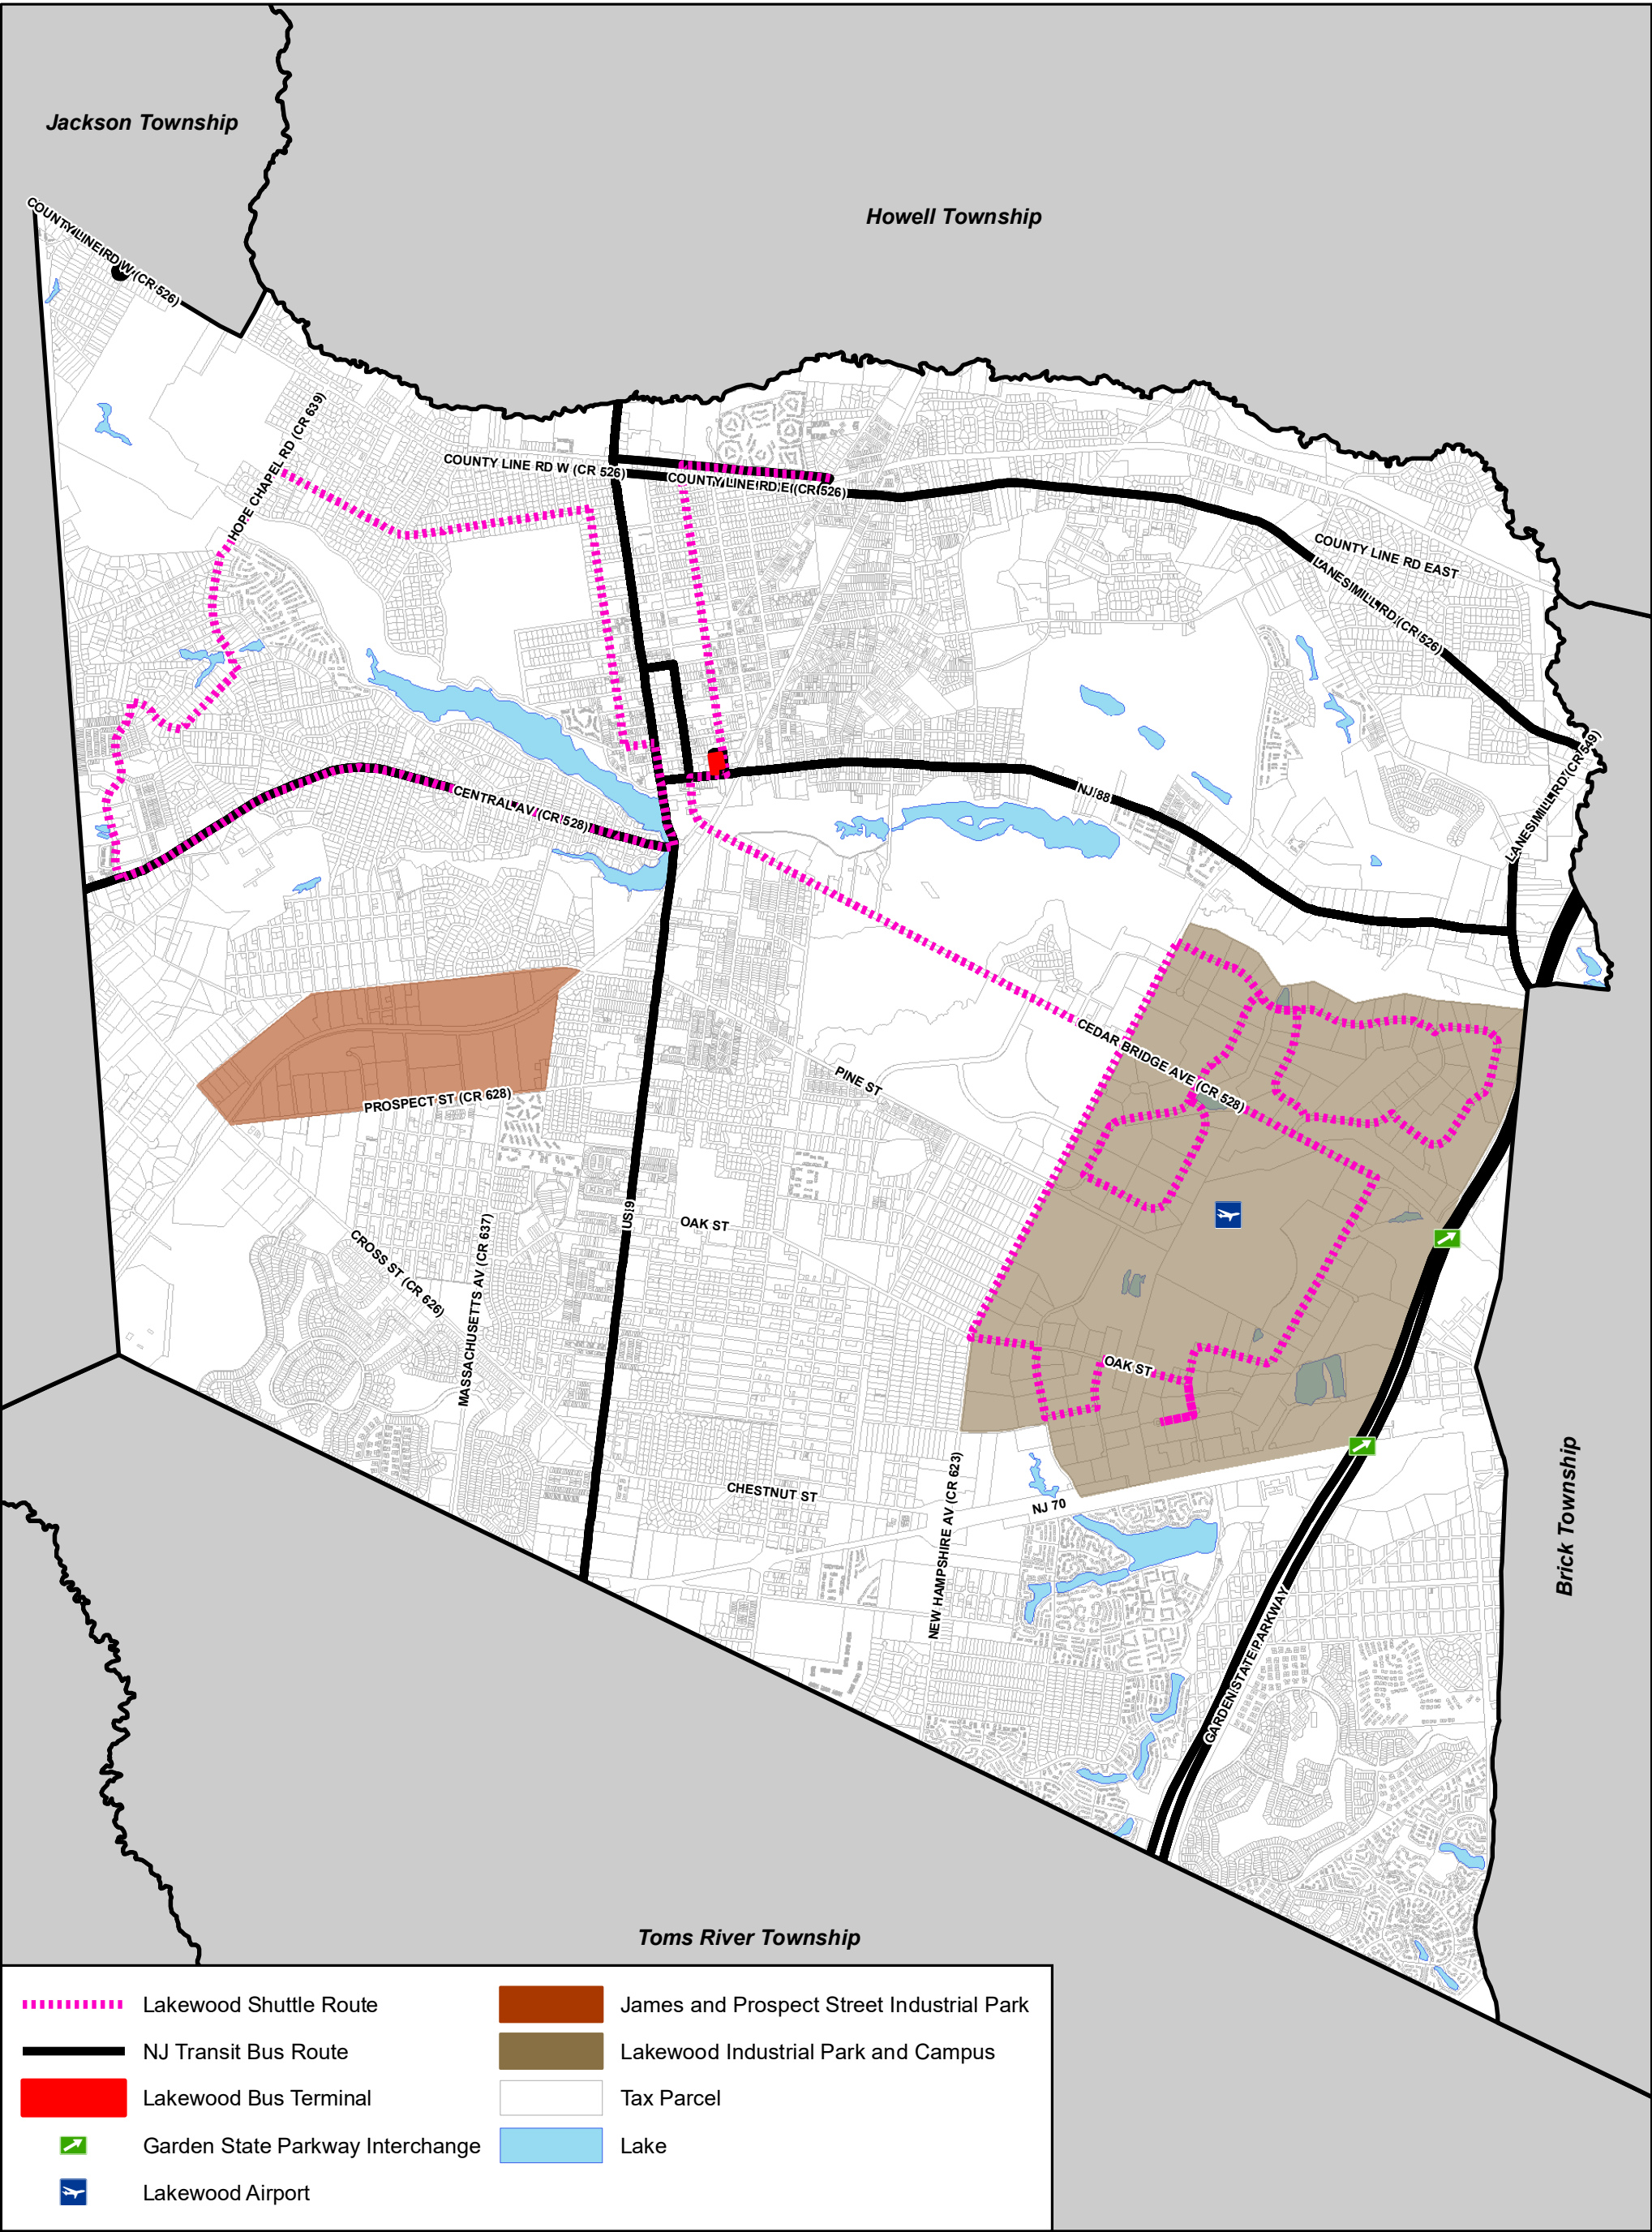 Jackson Township
Howell Township
COUNTY LINE RD W (CR 526)
HOPE CHAPEL RD (CR 639)
COUNTY LINE RD W (CR 526)
COUNTY LINE RD E (CR 526)
COUNTY LINE RD EAST
LANES MILL RD (CR 526)
LANES MILL RD (CR 549)
CENTRAL AV (CR 528)
NJ 88
CEDAR BRIDGE AVE (CR 528)
PINE ST
PROSPECT ST (CR 628)
US 9
OAK ST
CROSS ST (CR 626)
MASSACHUSETTS AV (CR 637)
OAK ST
CHESTNUT ST
NEW HAMPSHIRE AV (CR 623)
NJ 70
GARDEN STATE PARKWAY
Brick Township
Toms River Township
Lakewood Shuttle Route
NJ Transit Bus Route
Lakewood Bus Terminal
Garden State Parkway Interchange
Lakewood Airport
James and Prospect Street Industrial Park
Lakewood Industrial Park and Campus
Tax Parcel
Lake